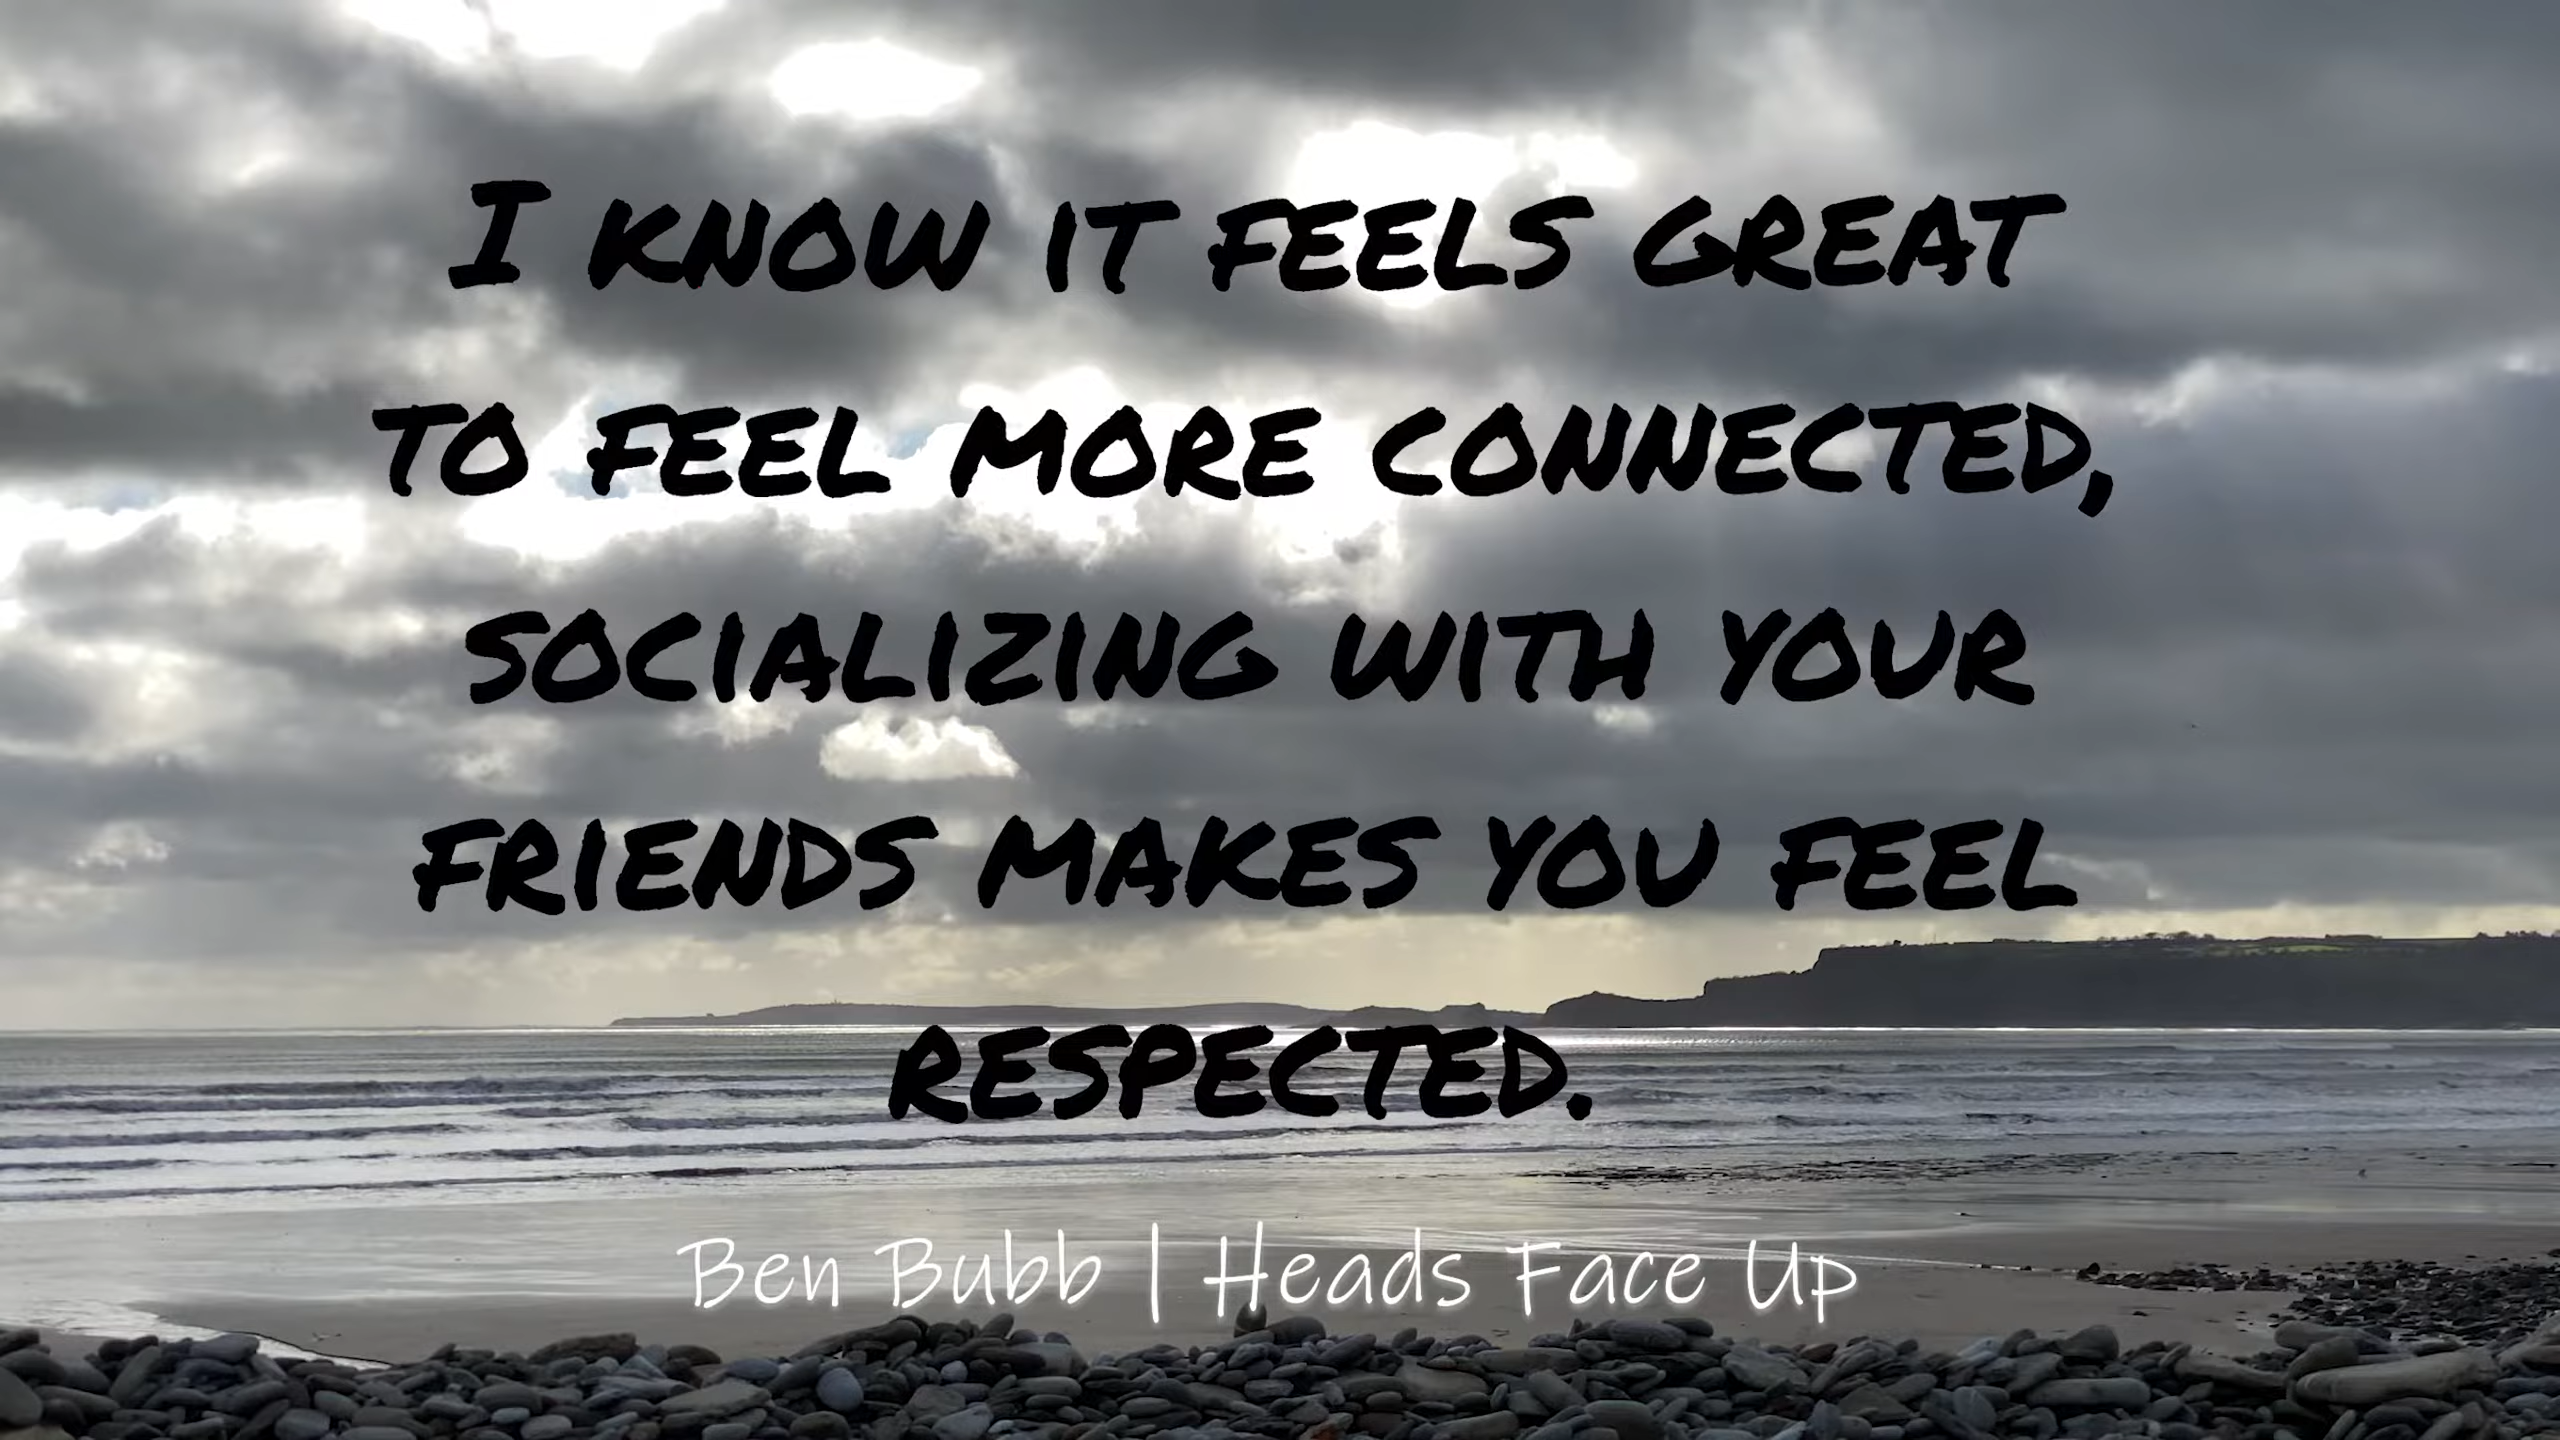 I KNOW IT FEELS GREAT
TO FEEL MORE CONNECTED,
SOCIALIZING WITH YOUR
FRIENDS MAKES YOU FEEL
RESPECTED.
Ben Bubb | Heads Face Up